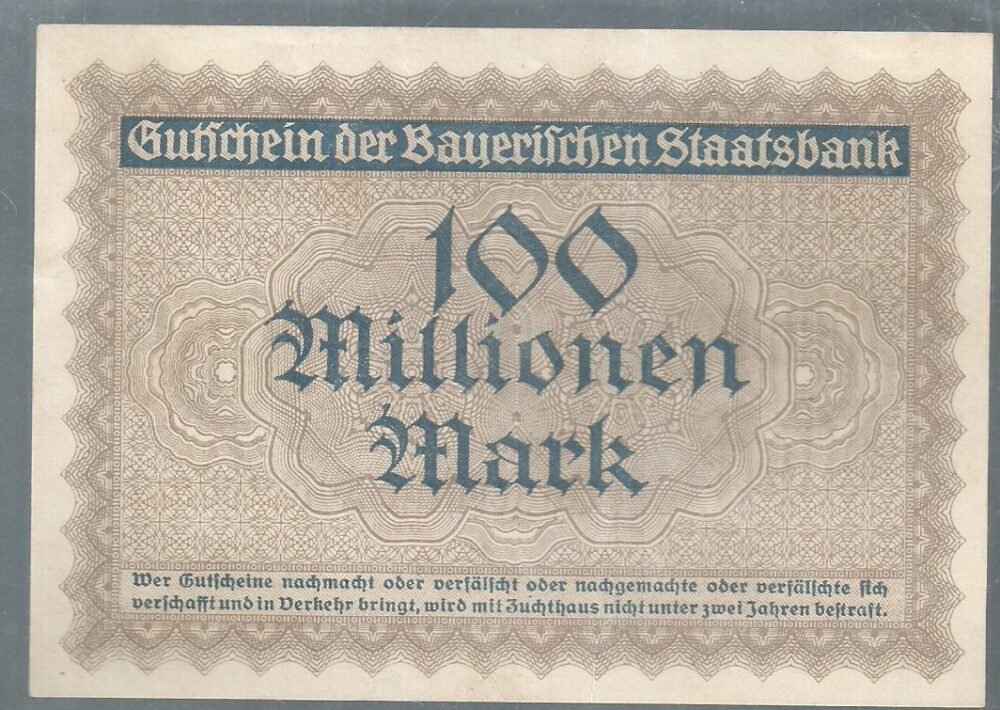 Gutschein der Bayerischen Staatsbank
100
Millionen
Mark
Wer Gutscheine nachmacht oder verfälscht oder nachgemachte oder verfälschte sich
verschafft und in Verkehr bringt, wird mit Zuchthaus nicht unter zwei Jahren bestraft.